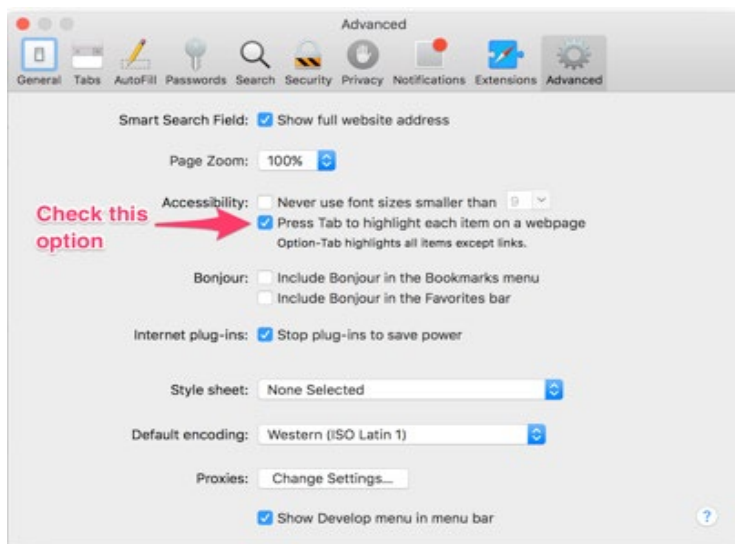 Advanced
General Tabs AutoFill Passwords Search Security Privacy Notifications Extensions Advanced
Smart Search Field: Show full website address
Page Zoom: 100%
Accessibility: Never use font sizes smaller than 9
Check this option
Press Tab to highlight each item on a webpage
Option-Tab highlights all items except links.
Bonjour: Include Bonjour in the Bookmarks menu
Include Bonjour in the Favorites bar
Internet plug-ins: Stop plug-ins to save power
Style sheet: None Selected
Default encoding: Western (ISO Latin 1)
Proxies: Change Settings...
Show Develop menu in menu bar
?